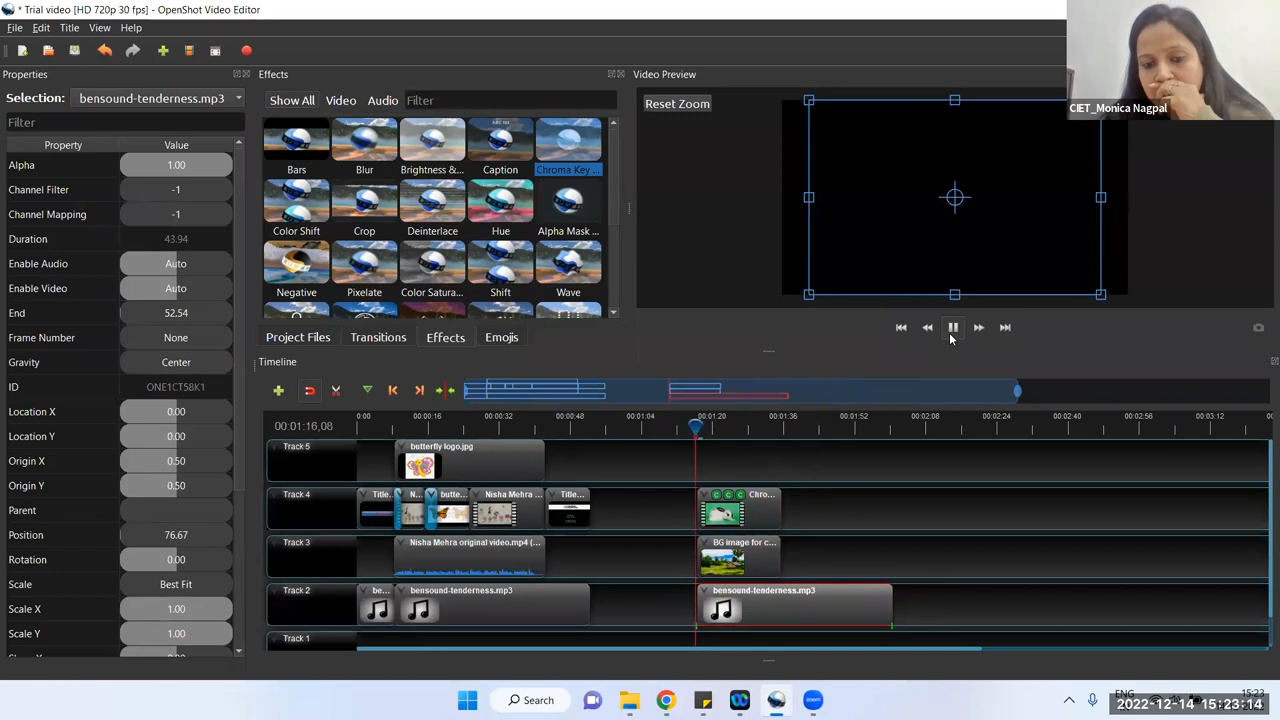 * Trial video [HD 720p 30 fps] - OpenShot Video Editor
File Edit Title View Help
Properties
Effects
Video Preview
CIET_Monica Nagpal
Selection: bensound-tenderness.mp3
Show All Video Audio Filter
Reset Zoom
Filter
Property Value
Alpha 1.00
Channel Filter -1
Channel Mapping -1
Duration 43.94
Enable Audio Auto
Enable Video Auto
End 52.54
Frame Number None
Gravity Center
ID ONE1CT58K1
Location X 0.00
Location Y 0.00
Origin X 0.50
Origin Y 0.50
Parent
Position 76.67
Rotation 0.00
Scale Best Fit
Scale X 1.00
Scale Y 1.00
Bars Blur Brightness &... Caption Chroma Key ...
Color Shift Crop Deinterlace Hue Alpha Mask ...
Negative Pixelate Color Satura... Shift Wave
Project Files Transitions Effects Emojis
Timeline
00:01:16,08
0:00 00:00:16 00:00:32 00:00:48 00:01:04 00:01:20 00:01:36 00:01:52 00:02:08 00:02:24 00:02:40 00:02:56 00:03:12
Track 5 butterfly logo.jpg
Track 4 Title... N... butte... Nisha Mehra ... Title... C C C Chro...
Track 3 Nisha Mehra original video.mp4 (... BG image for c...
Track 2 be... bensound-tenderness.mp3 bensound-tenderness.mp3
Track 1
Search
ENG
15:23
2022-12-14 15:23:14